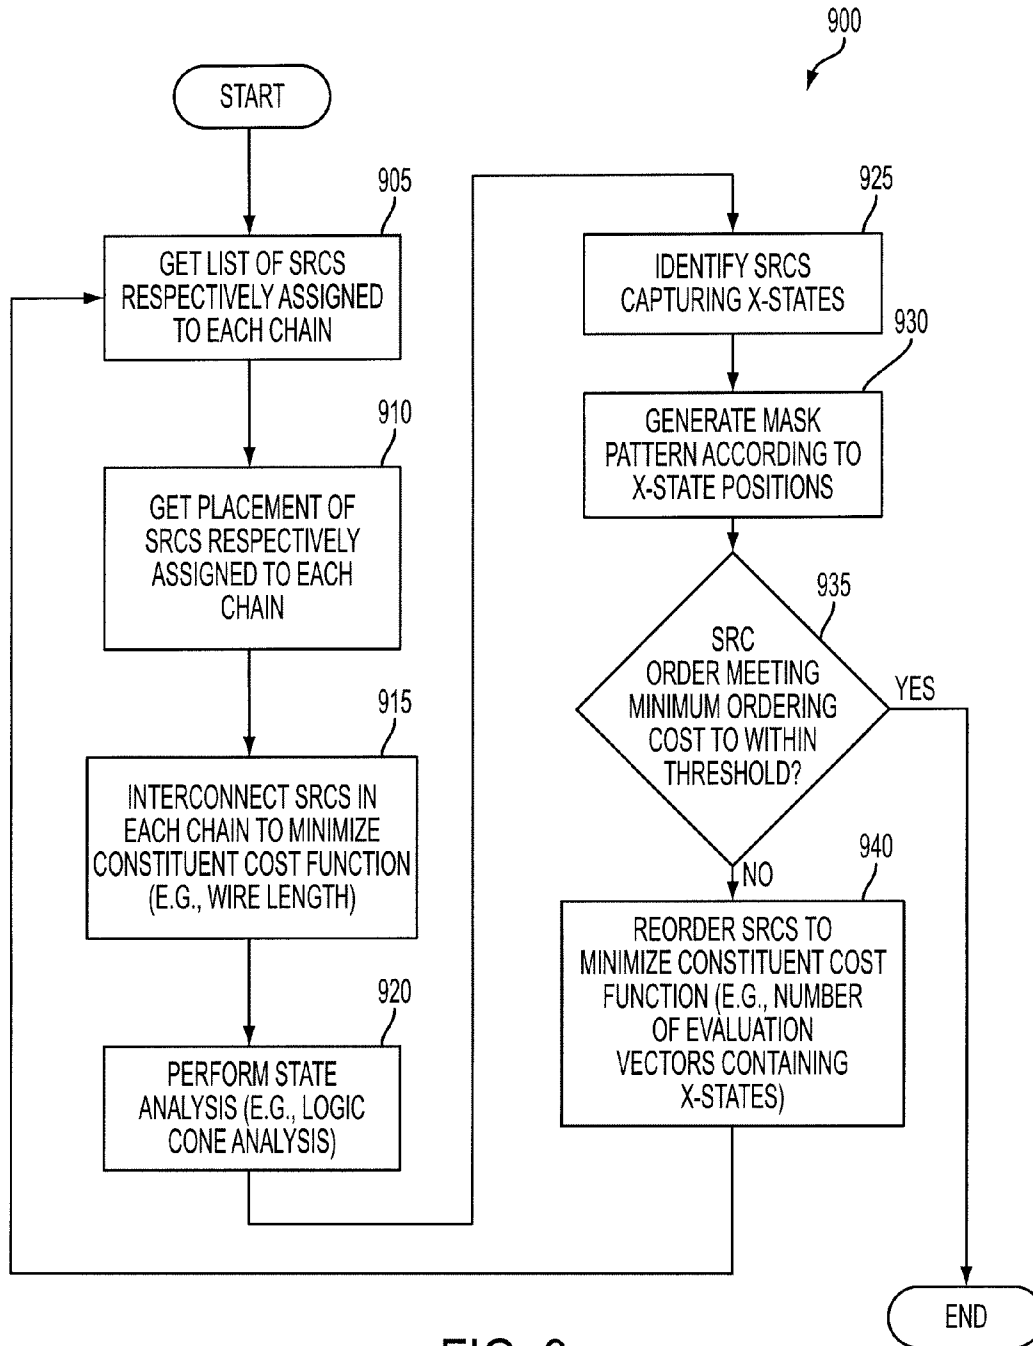 900
START
905
GET LIST OF SRCS
RESPECTIVELY ASSIGNED
TO EACH CHAIN
910
GET PLACEMENT OF
SRCS RESPECTIVELY
ASSIGNED TO EACH
CHAIN
915
INTERCONNECT SRCS IN
EACH CHAIN TO MINIMIZE
CONSTITUENT COST FUNCTION
(E.G., WIRE LENGTH)
920
PERFORM STATE
ANALYSIS (E.G., LOGIC
CONE ANALYSIS)
925
IDENTIFY SRCS
CAPTURING X-STATES
930
GENERATE MASK
PATTERN ACCORDING TO
X-STATE POSITIONS
935
SRC
ORDER MEETING
MINIMUM ORDERING
COST TO WITHIN
THRESHOLD?
YES
NO
940
REORDER SRCS TO
MINIMIZE CONSTITUENT COST
FUNCTION (E.G., NUMBER
OF EVALUATION
VECTORS CONTAINING
X-STATES)
END